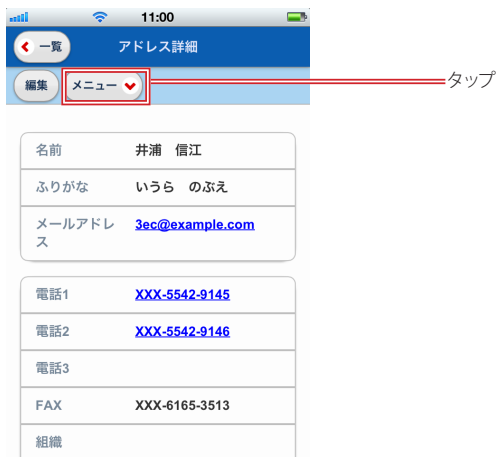 11:00
一覧 アドレス詳細
編集 メニュー タップ
名前 井浦　信江
ふりがな いうら　のぶえ
メールアドレ 3ec@example.com
ス
電話1 XXX-5542-9145
電話2 XXX-5542-9146
電話3
FAX XXX-6165-3513
組織